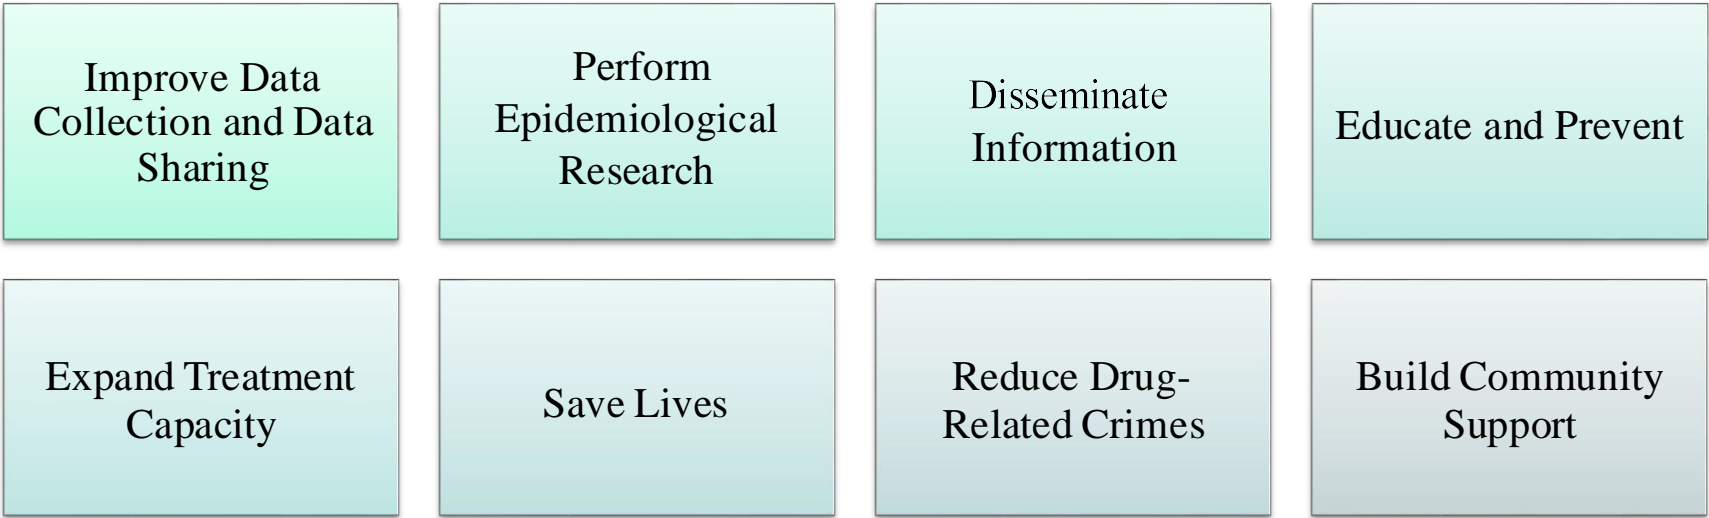 Improve Data
Collection and Data
Sharing
Perform
Epidemiological
Research
Disseminate
Information
Educate and Prevent
Expand Treatment
Capacity
Save Lives
Reduce Drug-
Related Crimes
Build Community
Support